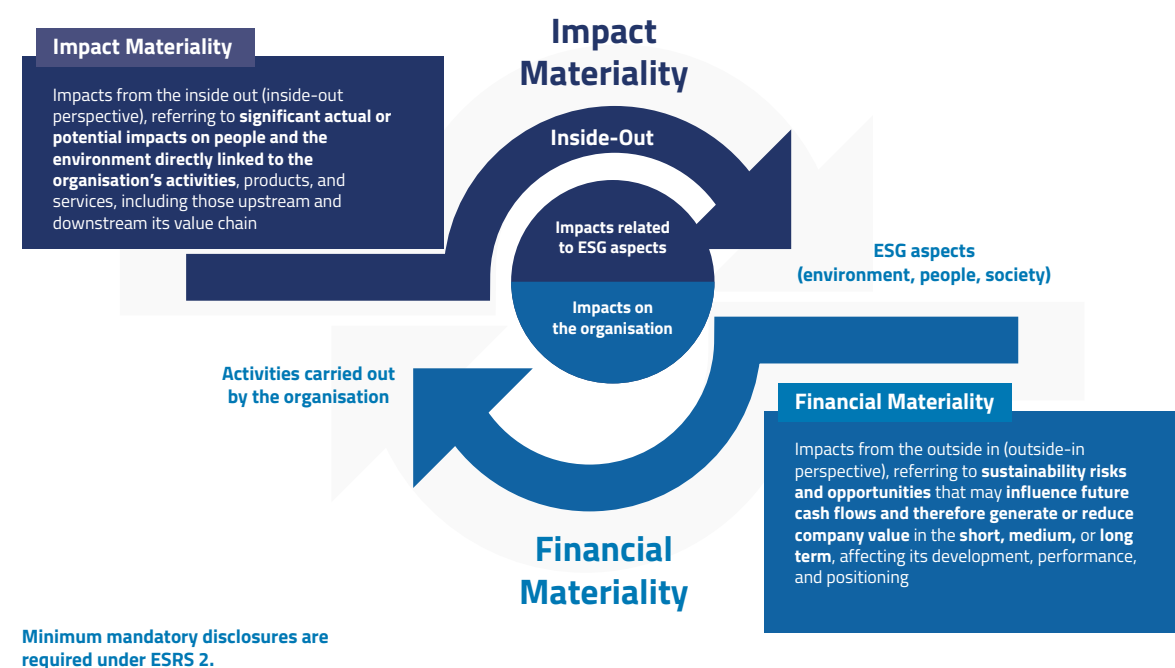 Impact
Materiality
Impact Materiality
Impacts from the inside out (inside-out
perspective), referring to significant actual or
potential impacts on people and the
environment directly linked to the
organisation's activities, products, and
services, including those upstream and
downstream its value chain
Inside-Out
Impacts related
to ESG aspects
ESG aspects
(environment, people, society)
Impacts on
the organisation
Activities carried out
by the organisation
Financial Materiality
Impacts from the outside in (outside-in
perspective), referring to sustainability risks
and opportunities that may influence future
cash flows and therefore generate or reduce
company value in the short, medium, or long
term, affecting its development, performance,
and positioning
Financial
Materiality
Minimum mandatory disclosures are
required under ESRS 2.